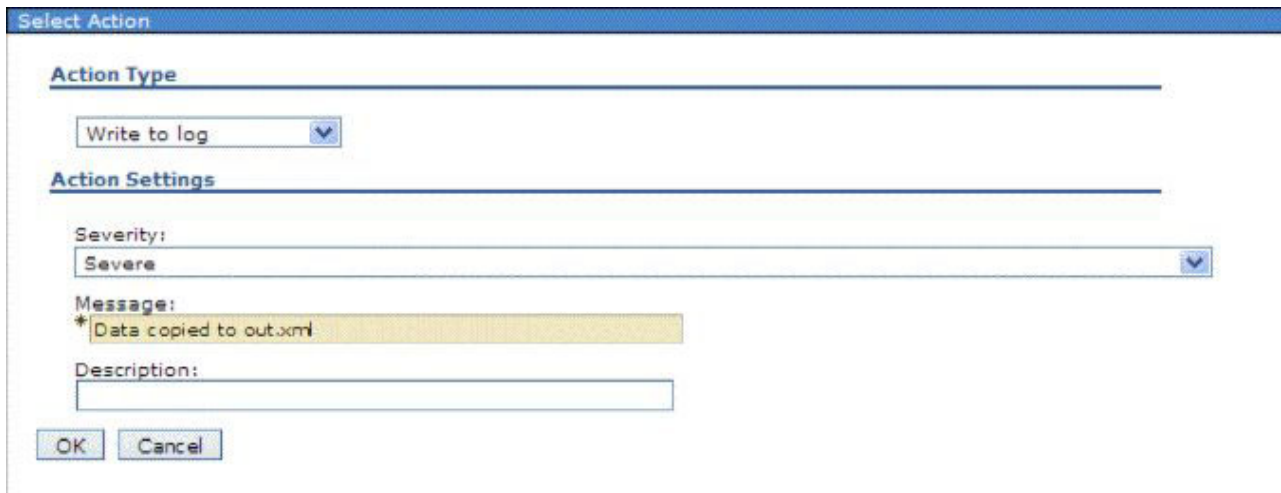 Select Action
Action Type
Write to log
Action Settings
Severity:
Severe
Message:
*Data copied to out.xml
Description:
OK Cancel